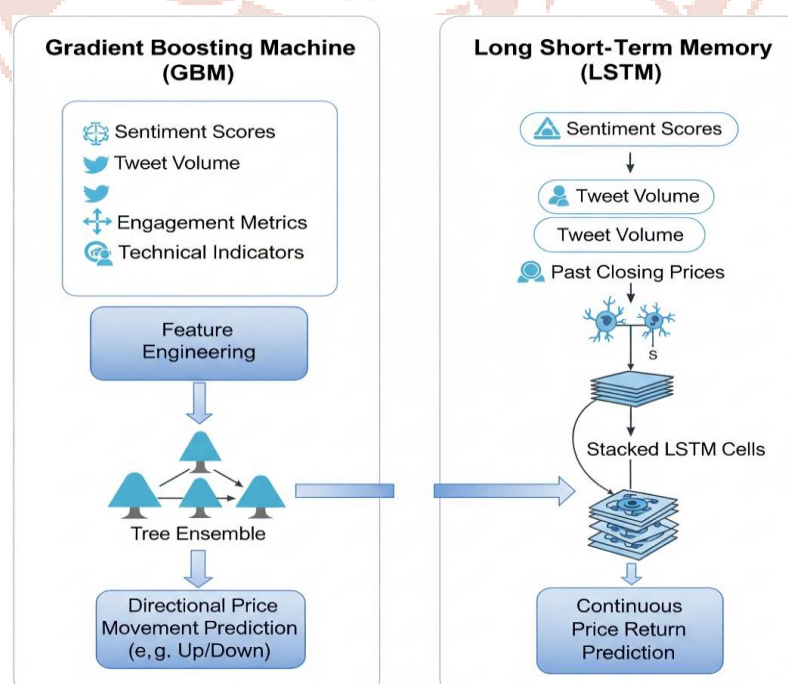 Gradient Boosting Machine
(GBM)
Sentiment Scores
Tweet Volume
Engagement Metrics
Technical Indicators
Feature
Engineering
Tree Ensemble
Directional Price
Movement Prediction
(e,g. Up/Down)
Long Short-Term Memory
(LSTM)
Sentiment Scores
Tweet Volume
Tweet Volume
Past Closing Prices
S
Stacked LSTM Cells
Continuous
Price Return
Prediction